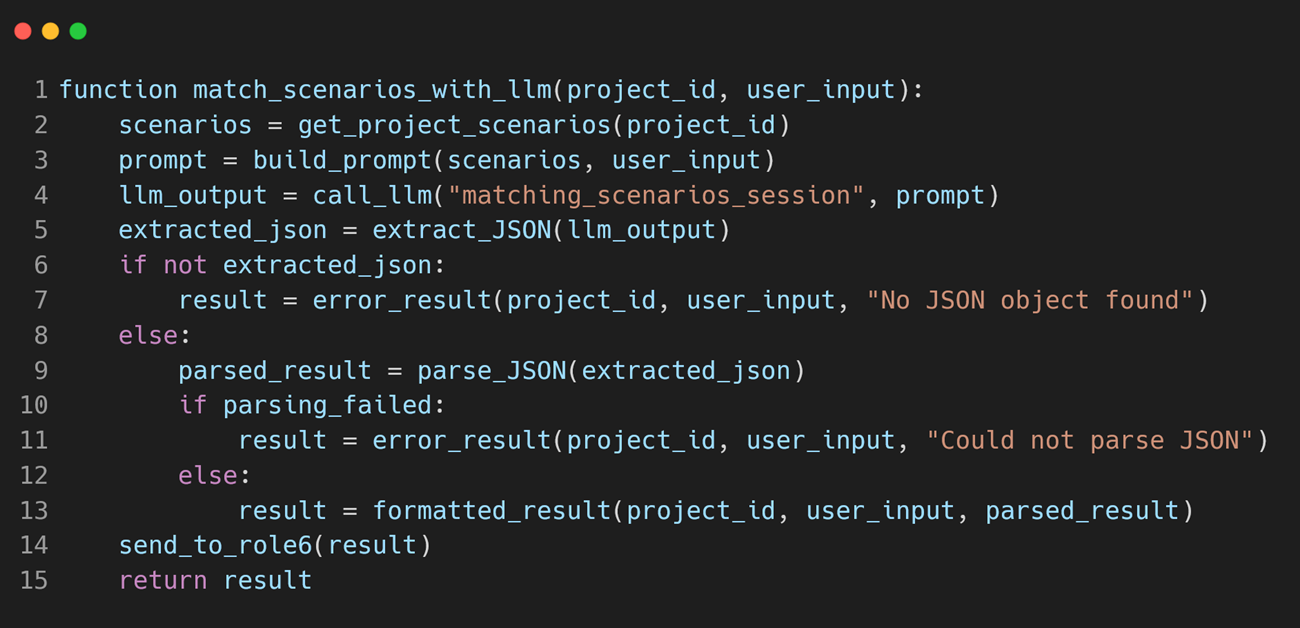 1 function match_scenarios_with_llm(project_id, user_input):
2     scenarios = get_project_scenarios(project_id)
3     prompt = build_prompt(scenarios, user_input)
4     llm_output = call_llm("matching_scenarios_session", prompt)
5     extracted_json = extract_JSON(llm_output)
6     if not extracted_json:
7         result = error_result(project_id, user_input, "No JSON object found")
8     else:
9         parsed_result = parse_JSON(extracted_json)
10         if parsing_failed:
11             result = error_result(project_id, user_input, "Could not parse JSON")
12         else:
13             result = formatted_result(project_id, user_input, parsed_result)
14     send_to_role6(result)
15     return result